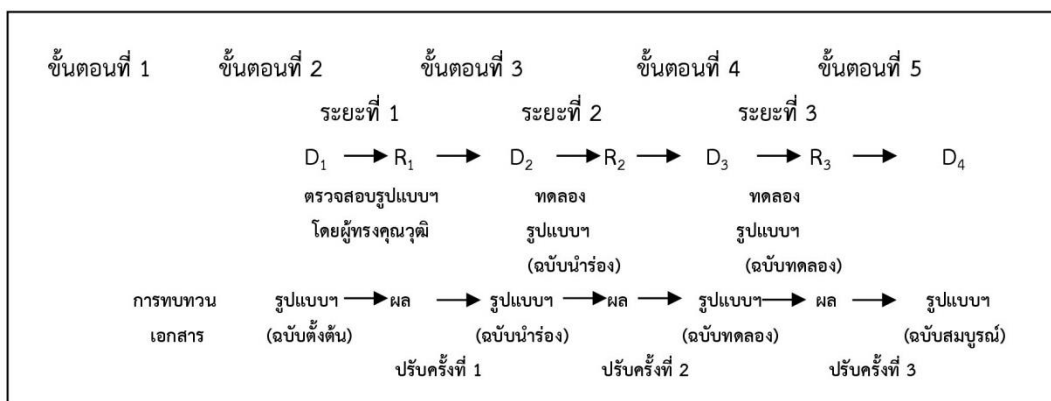 ขั้นตอนที่ 1 ขั้นตอนที่ 2 ขั้นตอนที่ 3 ขั้นตอนที่ 4 ขั้นตอนที่ 5
ระยะที่ 1 ระยะที่ 2 ระยะที่ 3
D₁ → R₁ → D₂ → R₂ → D₃ → R₃ → D₄
ตรวจสอบรูปแบบฯ ทดลอง ทดลอง
โดยผู้ทรงคุณวุฒิ รูปแบบฯ รูปแบบฯ
(ฉบับนำร่อง) (ฉบับทดลอง)
การทบทวน รูปแบบฯ → ผล → รูปแบบฯ → ผล → รูปแบบฯ → ผล → รูปแบบฯ
เอกสาร (ฉบับตั้งต้น) (ฉบับนำร่อง) (ฉบับทดลอง) (ฉบับสมบูรณ์)
ปรับครั้งที่ 1 ปรับครั้งที่ 2 ปรับครั้งที่ 3